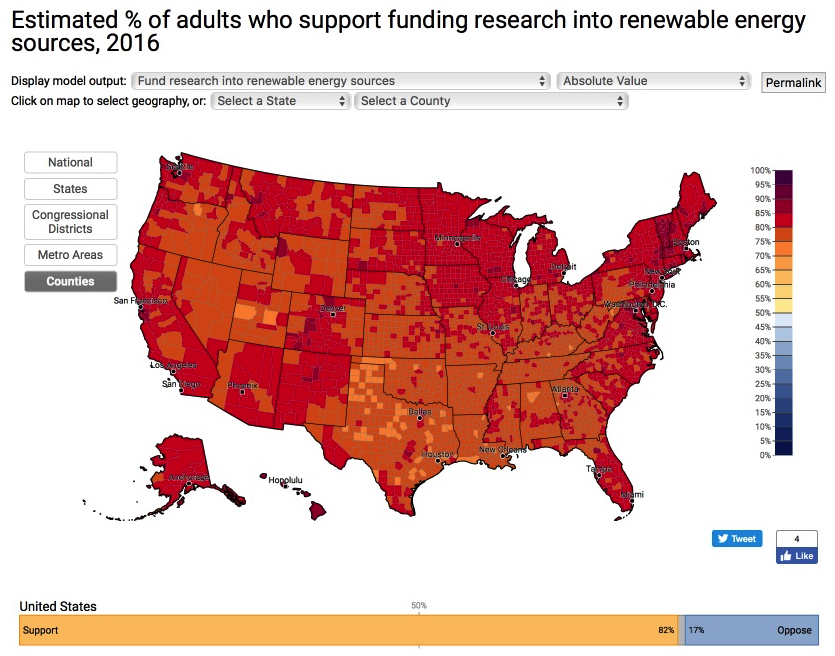 Estimated % of adults who support funding research into renewable energy
sources, 2016
Display model output: Fund research into renewable energy sources Absolute Value Permalink
Click on map to select geography, or: Select a State Select a County
National
States
Congressional
Districts
Metro Areas
Counties
Seattle
Minneapolis
Boston
Detroit
Chicago
New York
Philadelphia
San Francisco
Denver
Washington D.C.
St. Louis
Los Angeles
San Diego
Phoenix
Atlanta
Dallas
Houston
New Orleans
Tampa
Miami
Anchorage
Honolulu
100%
95%
90%
85%
80%
75%
70%
65%
60%
55%
50%
45%
40%
35%
30%
25%
20%
15%
10%
5%
0%
Tweet
4
Like
United States
50%
Support 82% 17% Oppose